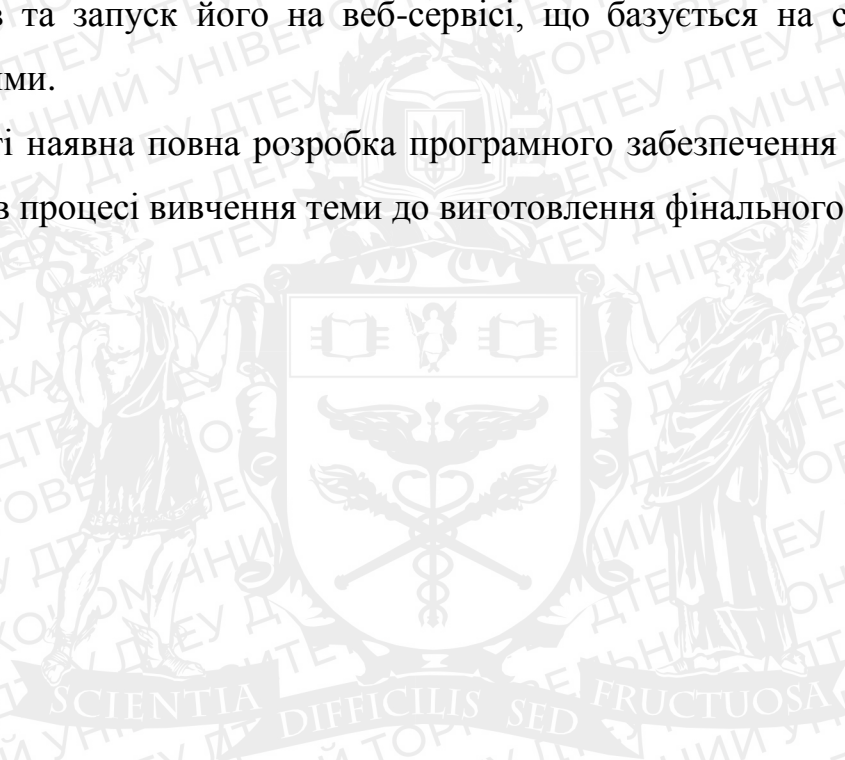 в та запуск його на веб-сервісі, що базується на с
ими.
ті наявна повна розробка програмного забезпечення
в процесі вивчення теми до виготовлення фінального
SCIENTIA DIFFICILIS SED FRUCTUOSA